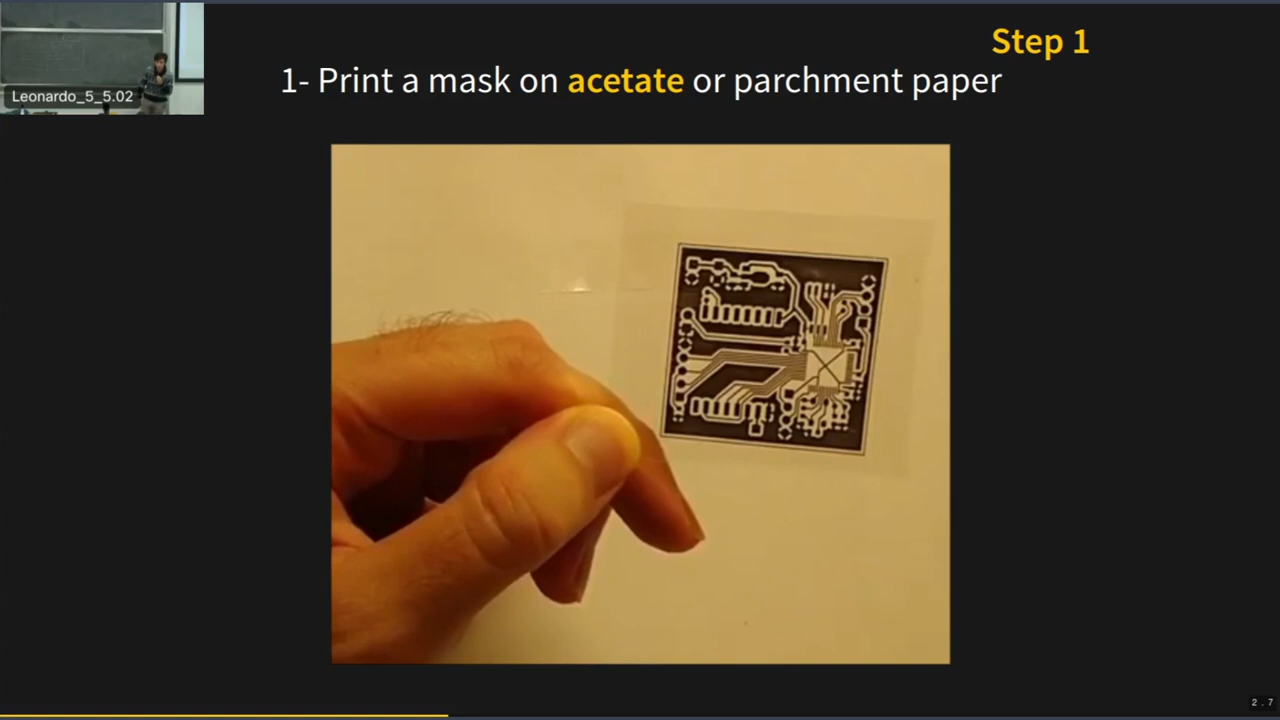 Step 1
1- Print a mask on acetate or parchment paper
Leonardo_5_5.02
2.7